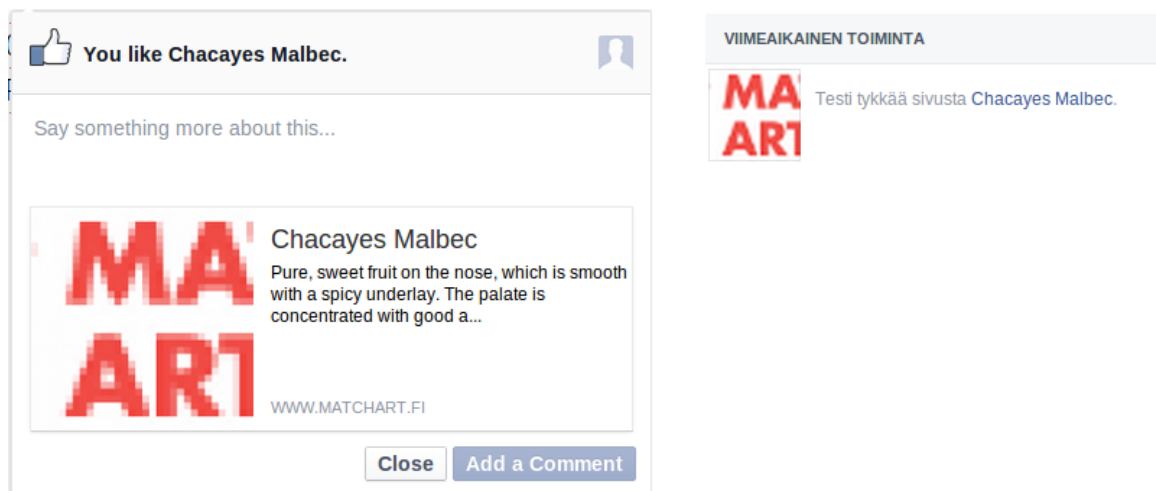 You like Chacayes Malbec.
Say something more about this...
MA
ART
Chacayes Malbec
Pure, sweet fruit on the nose, which is smooth
with a spicy underlay. The palate is
concentrated with good a...
WWW.MATCHART.FI
Close Add a Comment
VIIMEAIKAINEN TOIMINTA
MA
ART
Testi tykkää sivusta Chacayes Malbec.